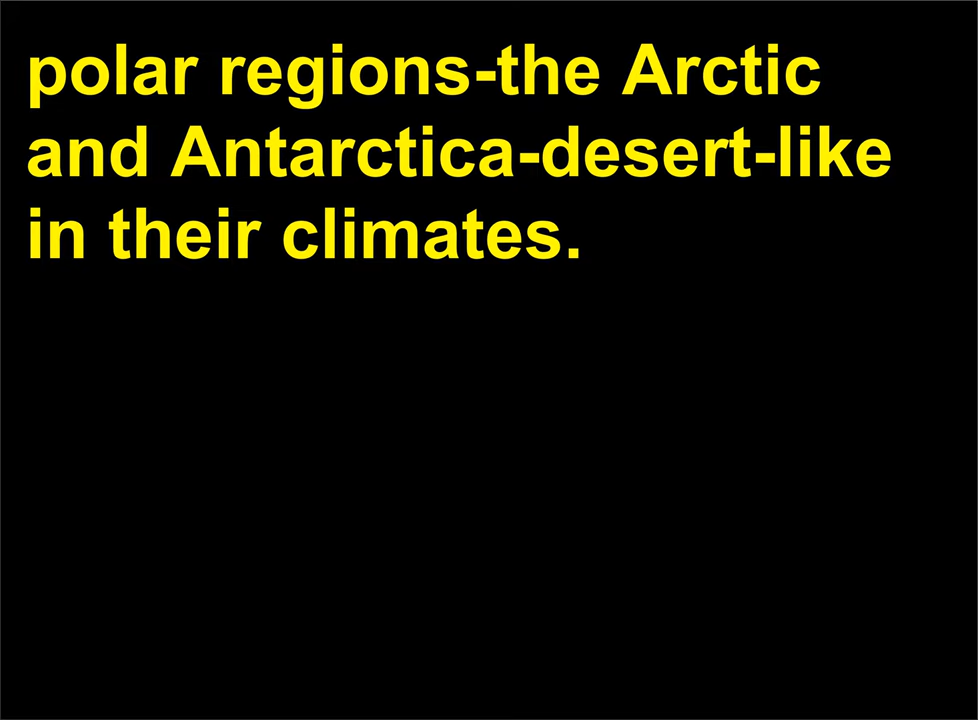 polar regions-the Arctic
and Antarctica-desert-like
in their climates.